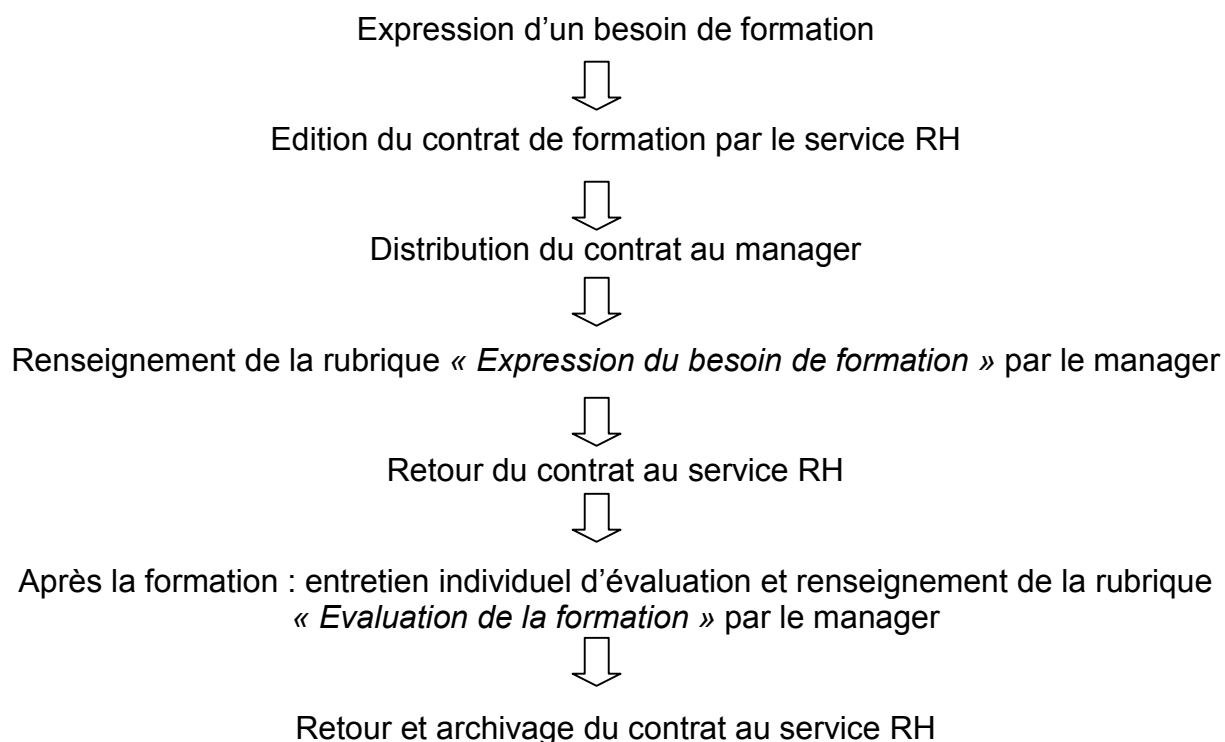 Expression d’un besoin de formation
Edition du contrat de formation par le service RH
Distribution du contrat au manager
Renseignement de la rubrique « Expression du besoin de formation » par le manager
Retour du contrat au service RH
Après la formation : entretien individuel d’évaluation et renseignement de la rubrique
« Evaluation de la formation » par le manager
Retour et archivage du contrat au service RH